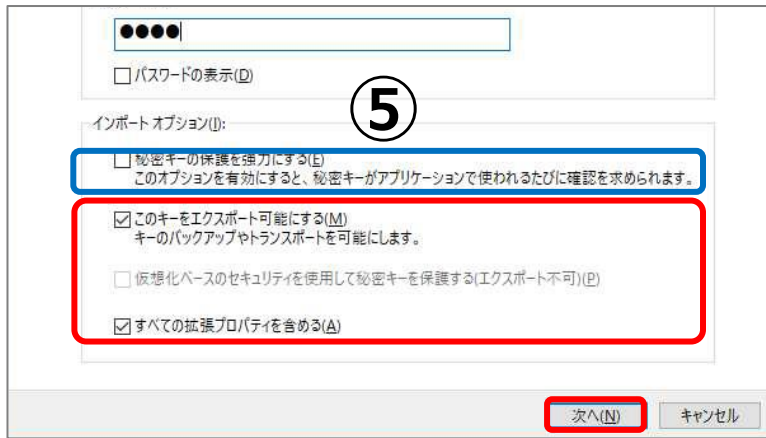 ●●●●
パスワードの表示(D)
⑤
インポート オプション(I):
秘密キーの保護を強力にする(E)
このオプションを有効にすると、秘密キーがアプリケーションで使われるたびに確認を求められます。
このキーをエクスポート可能にする(M)
キーのバックアップやトランスポートを可能にします。
仮想化ベースのセキュリティを使用して秘密キーを保護する(エクスポート不可)(P)
すべての拡張プロパティを含める(A)
次へ(N)
キャンセル